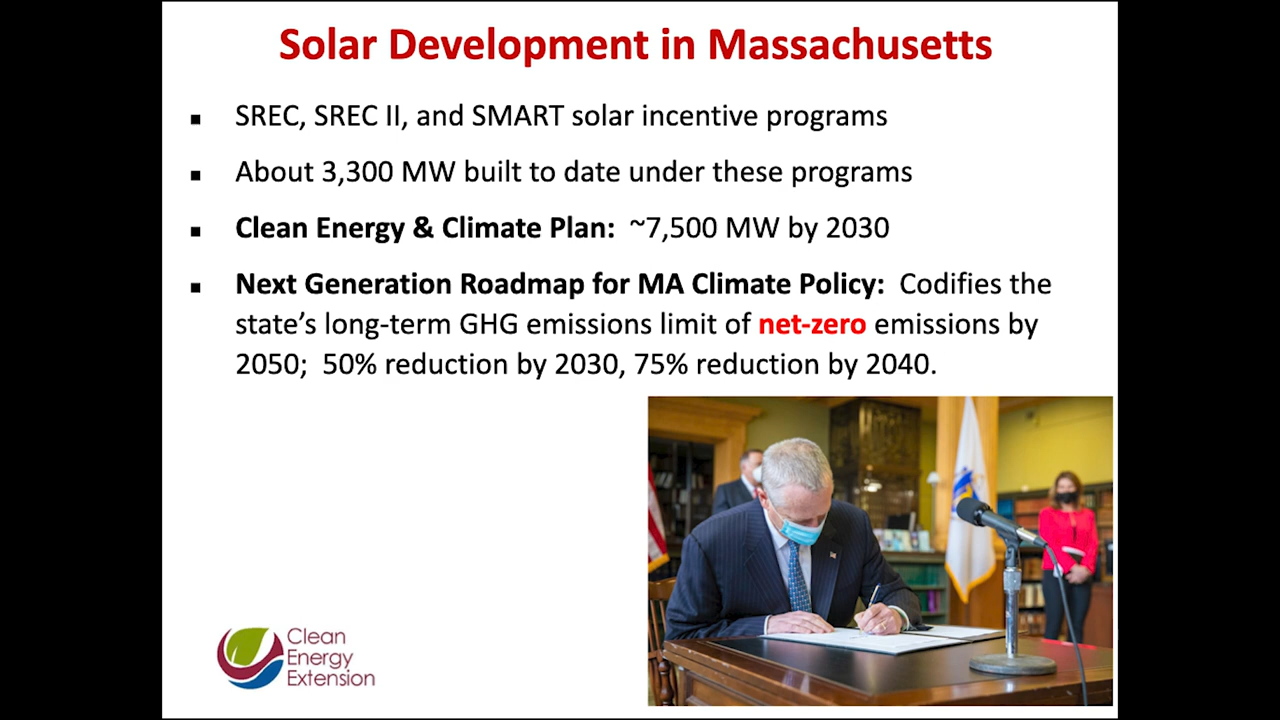 Solar Development in Massachusetts
SREC, SREC II, and SMART solar incentive programs
About 3,300 MW built to date under these programs
Clean Energy & Climate Plan: ~7,500 MW by 2030
Next Generation Roadmap for MA Climate Policy: Codifies the
state’s long-term GHG emissions limit of net-zero emissions by
2050; 50% reduction by 2030, 75% reduction by 2040.
Clean
Energy
Extension